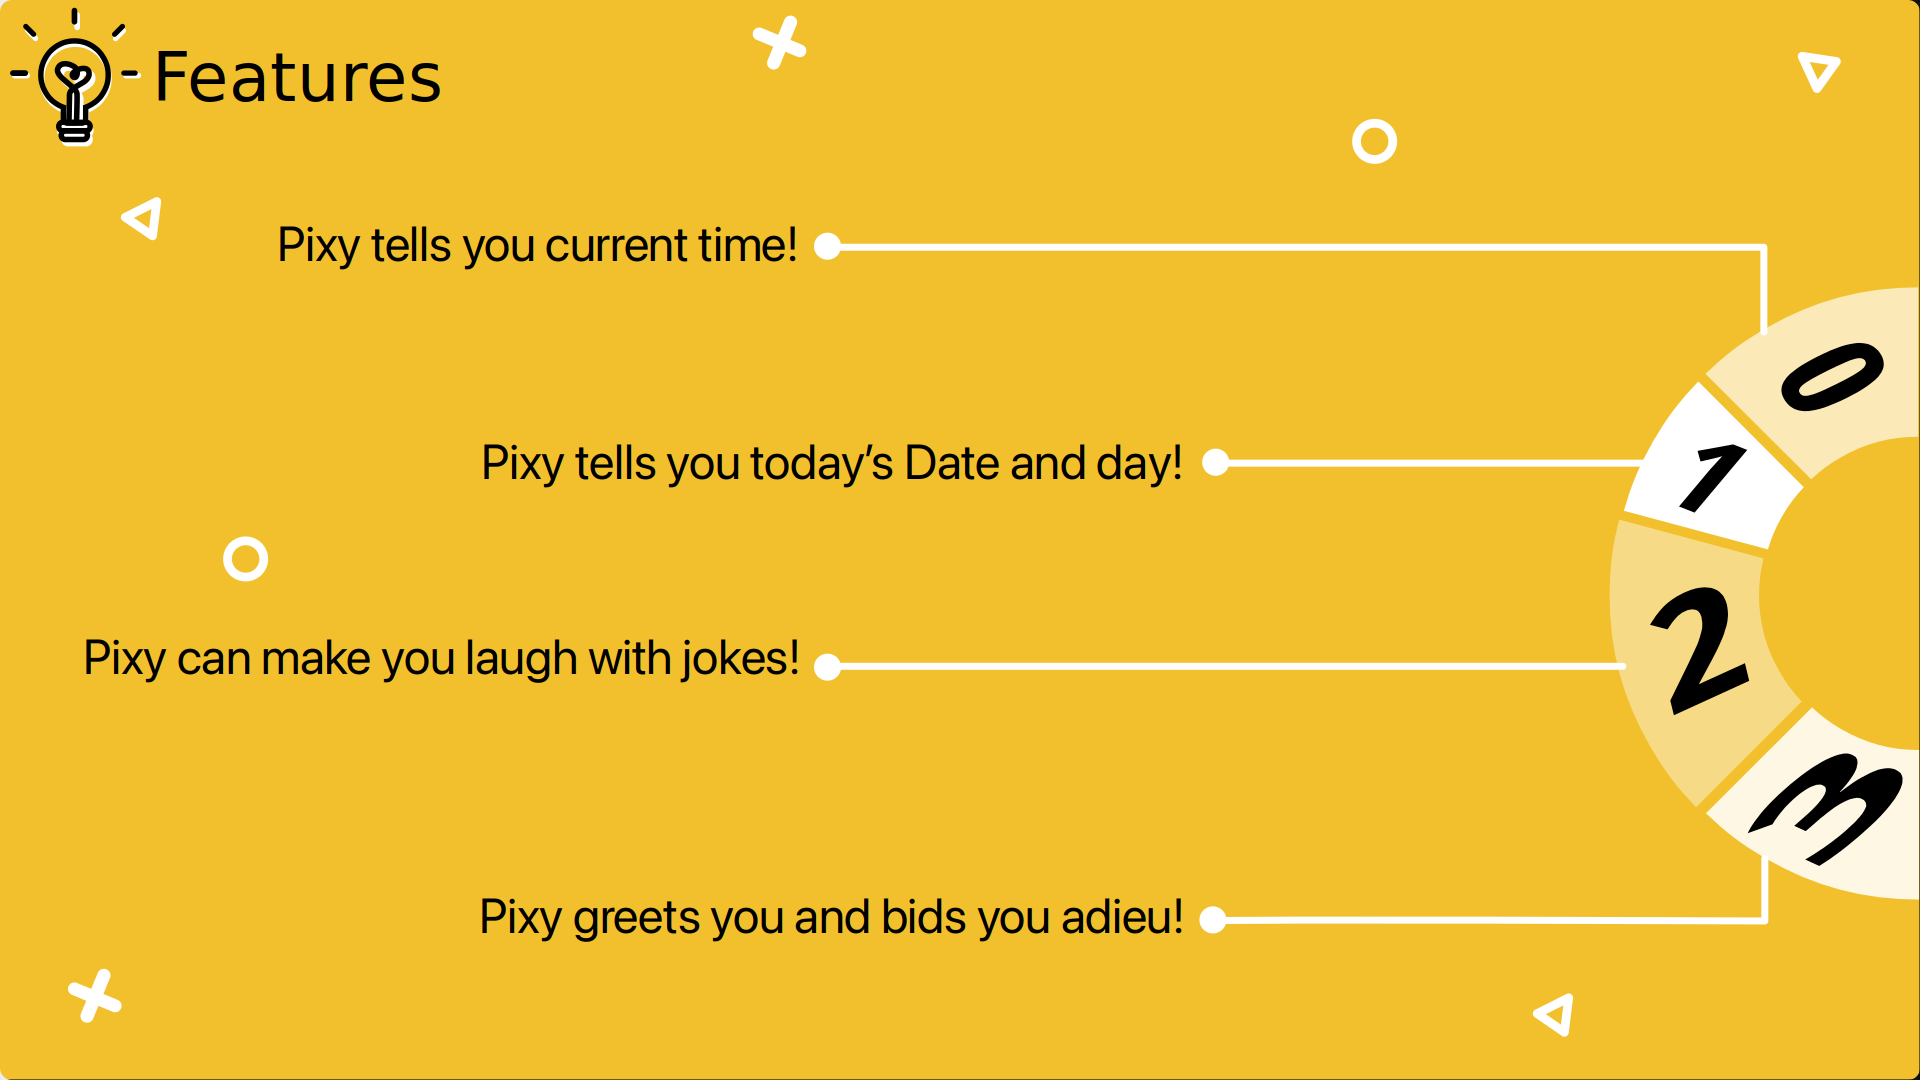 Features
Pixy tells you current time!
0
Pixy tells you today’s Date and day!
1
Pixy can make you laugh with jokes!
2
Pixy greets you and bids you adieu!
3